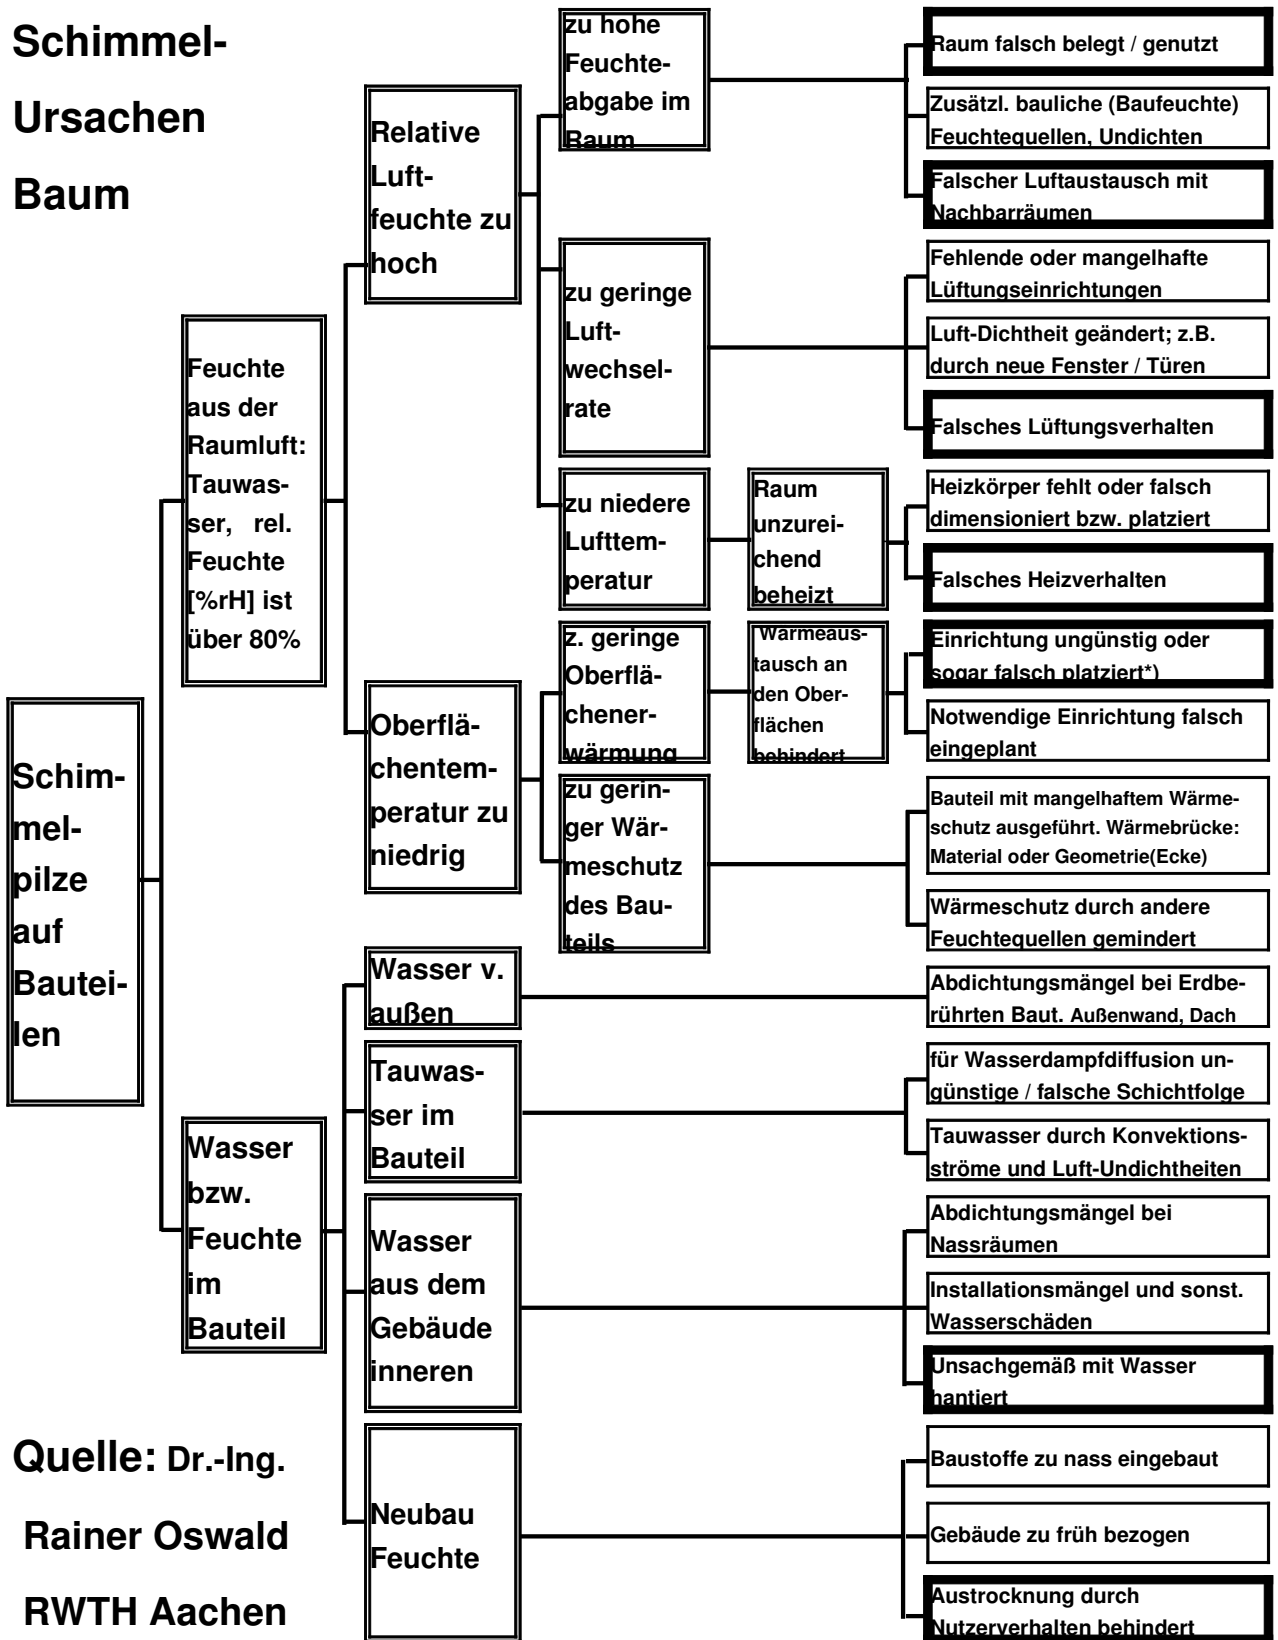 Schimmel-
Ursachen
Baum
Schim-
mel-
pilze
auf
Bautei-
len
Feuchte
aus der
Raumluft:
Tauwas-
ser, rel.
Feuchte
[%rH] ist
über 80%
Relative
Luft-
feuchte zu
hoch
zu hohe
Feuchte-
abgabe im
Raum
Raum falsch belegt / genutzt
Zusätzl. bauliche (Baufeuchte)
Feuchtequellen, Undichten
Falscher Luftaustausch mit
Nachbarräumen
zu geringe
Luft-
wechsel-
rate
Fehlende oder mangelhafte
Lüftungseinrichtungen
Luft-Dichtheit geändert; z.B.
durch neue Fenster / Türen
Falsches Lüftungsverhalten
zu niedere
Lufttem-
peratur
Raum
unzurei-
chend
beheizt
Heizkörper fehlt oder falsch
dimensioniert bzw. platziert
Falsches Heizverhalten
Oberflä-
chentem-
peratur zu
niedrig
z. geringe
Oberflä-
chener-
wärmung
Wärmeaus-
tausch an
den Ober-
flächen
behindert
Einrichtung ungünstig oder
sogar falsch platziert*)
Notwendige Einrichtung falsch
eingeplant
zu gerin-
ger Wär-
meschutz
des Bau-
teils
Bauteil mit mangelhaftem Wärme-
schutz ausgeführt. Wärmebrücke:
Material oder Geometrie(Ecke)
Wärmeschutz durch andere
Feuchtequellen gemindert
Wasser
bzw.
Feuchte
im
Bauteil
Wasser v.
außen
Abdichtungsmängel bei Erdbe-
rührten Baut. Außenwand, Dach
Tauwas-
ser im
Bauteil
für Wasserdampfdiffusion un-
günstige / falsche Schichtfolge
Tauwasser durch Konvektions-
ströme und Luft-Undichtheiten
Wasser
aus dem
Gebäude
inneren
Abdichtungsmängel bei
Nassräumen
Installationsmängel und sonst.
Wasserschäden
Unsachgemäß mit Wasser
hantiert
Neubau
Feuchte
Baustoffe zu nass eingebaut
Gebäude zu früh bezogen
Austrocknung durch
Nutzerverhalten behindert
Quelle: Dr.-Ing.
Rainer Oswald
RWTH Aachen